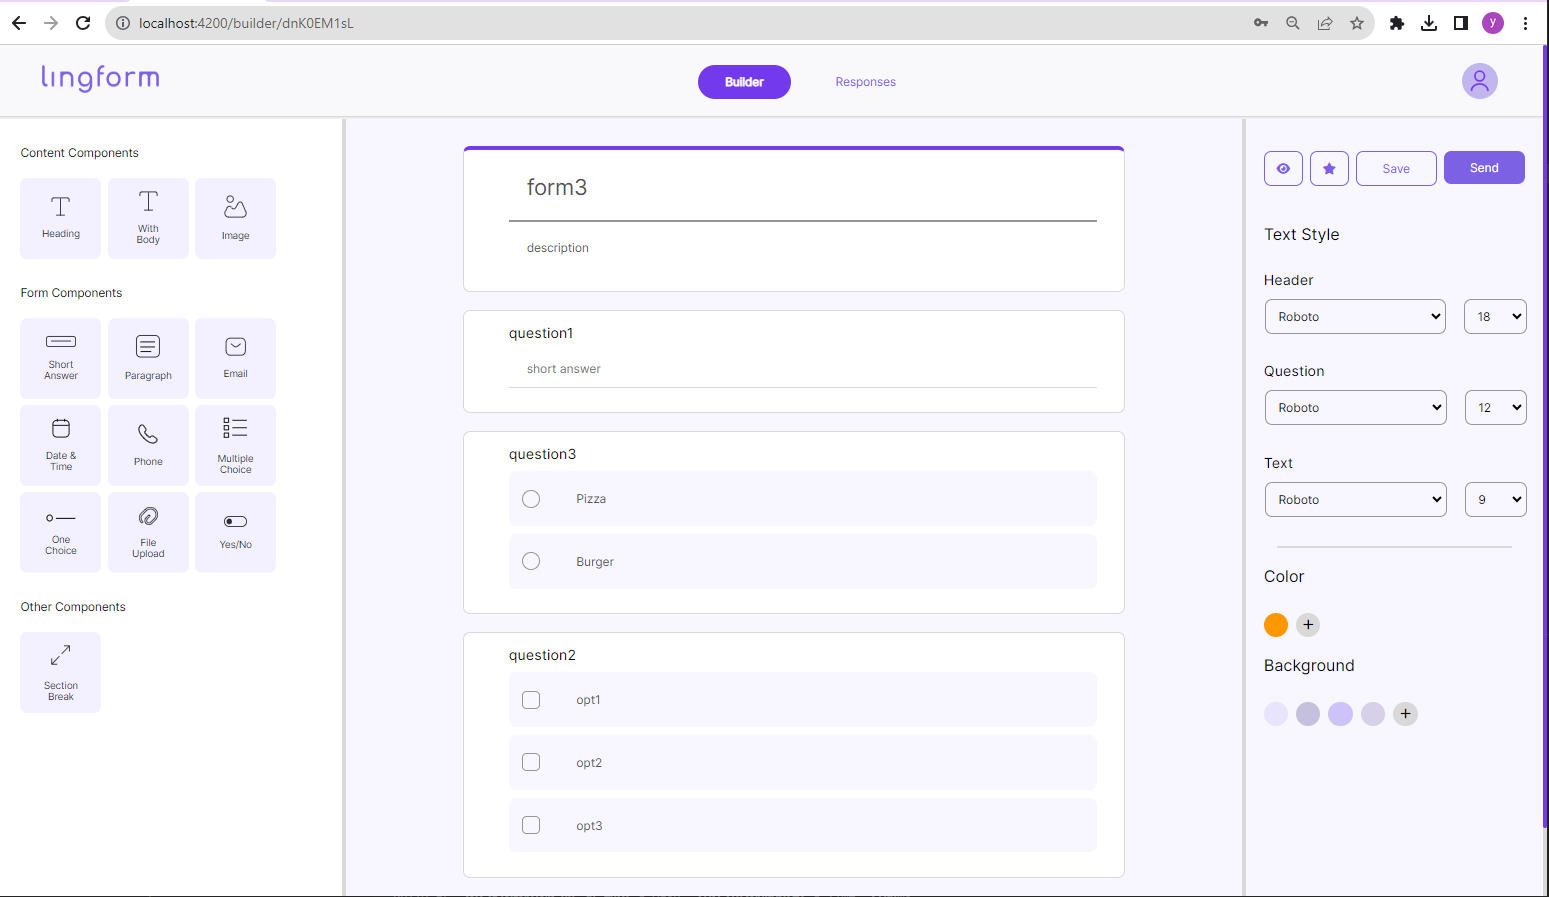 localhost:4200/builder/dnK0EM1sL
y
lingform
Builder
Responses
Content Components
Heading
With
Body
Image
Form Components
Short
Answer
Paragraph
Email
Date &
Time
Phone
Multiple
Choice
One
Choice
File
Upload
Yes/No
Other Components
Section
Break
form3
description
question1
short answer
question3
Pizza
Burger
question2
opt1
opt2
opt3
Save
Send
Text Style
Header
Roboto
18
Question
Roboto
12
Text
Roboto
9
Color
+
Background
+